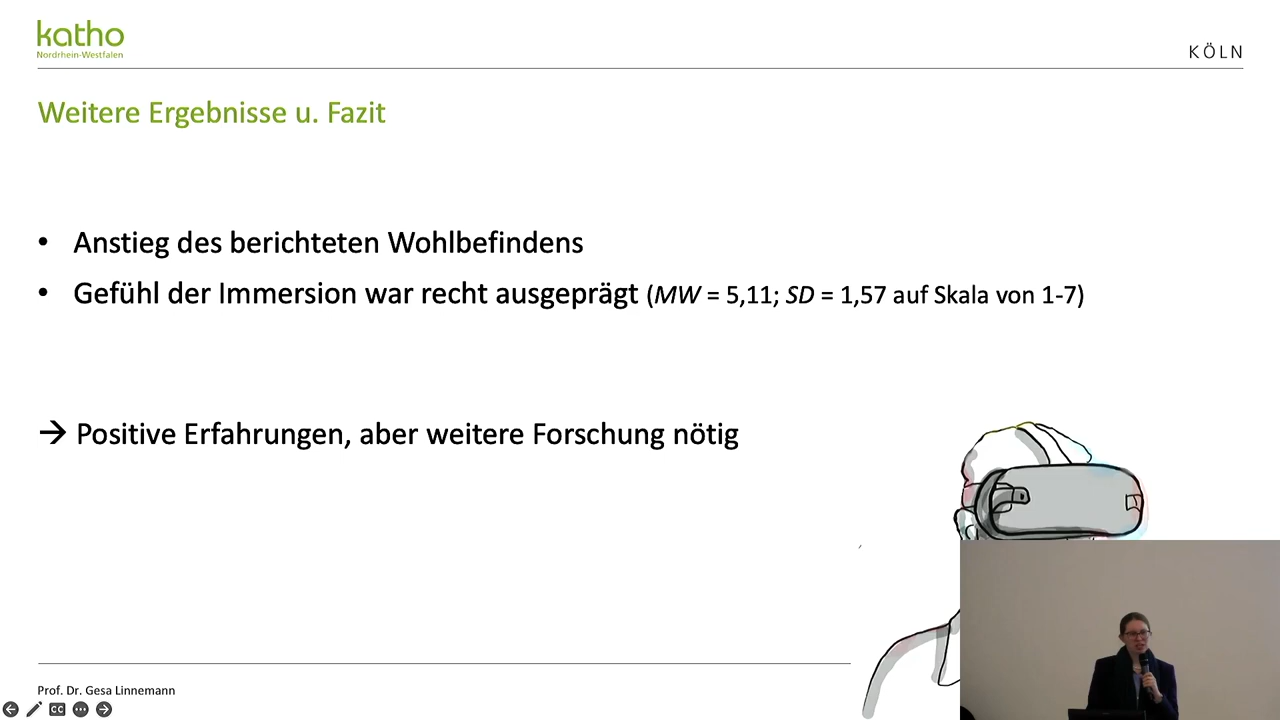 katho
Nordrhein-Westfalen
KÖLN
Weitere Ergebnisse u. Fazit
• Anstieg des berichteten Wohlbefindens
• Gefühl der Immersion war recht ausgeprägt (MW = 5,11; SD = 1,57 auf Skala von 1-7)
→ Positive Erfahrungen, aber weitere Forschung nötig
Prof. Dr. Gesa Linnemann
CC